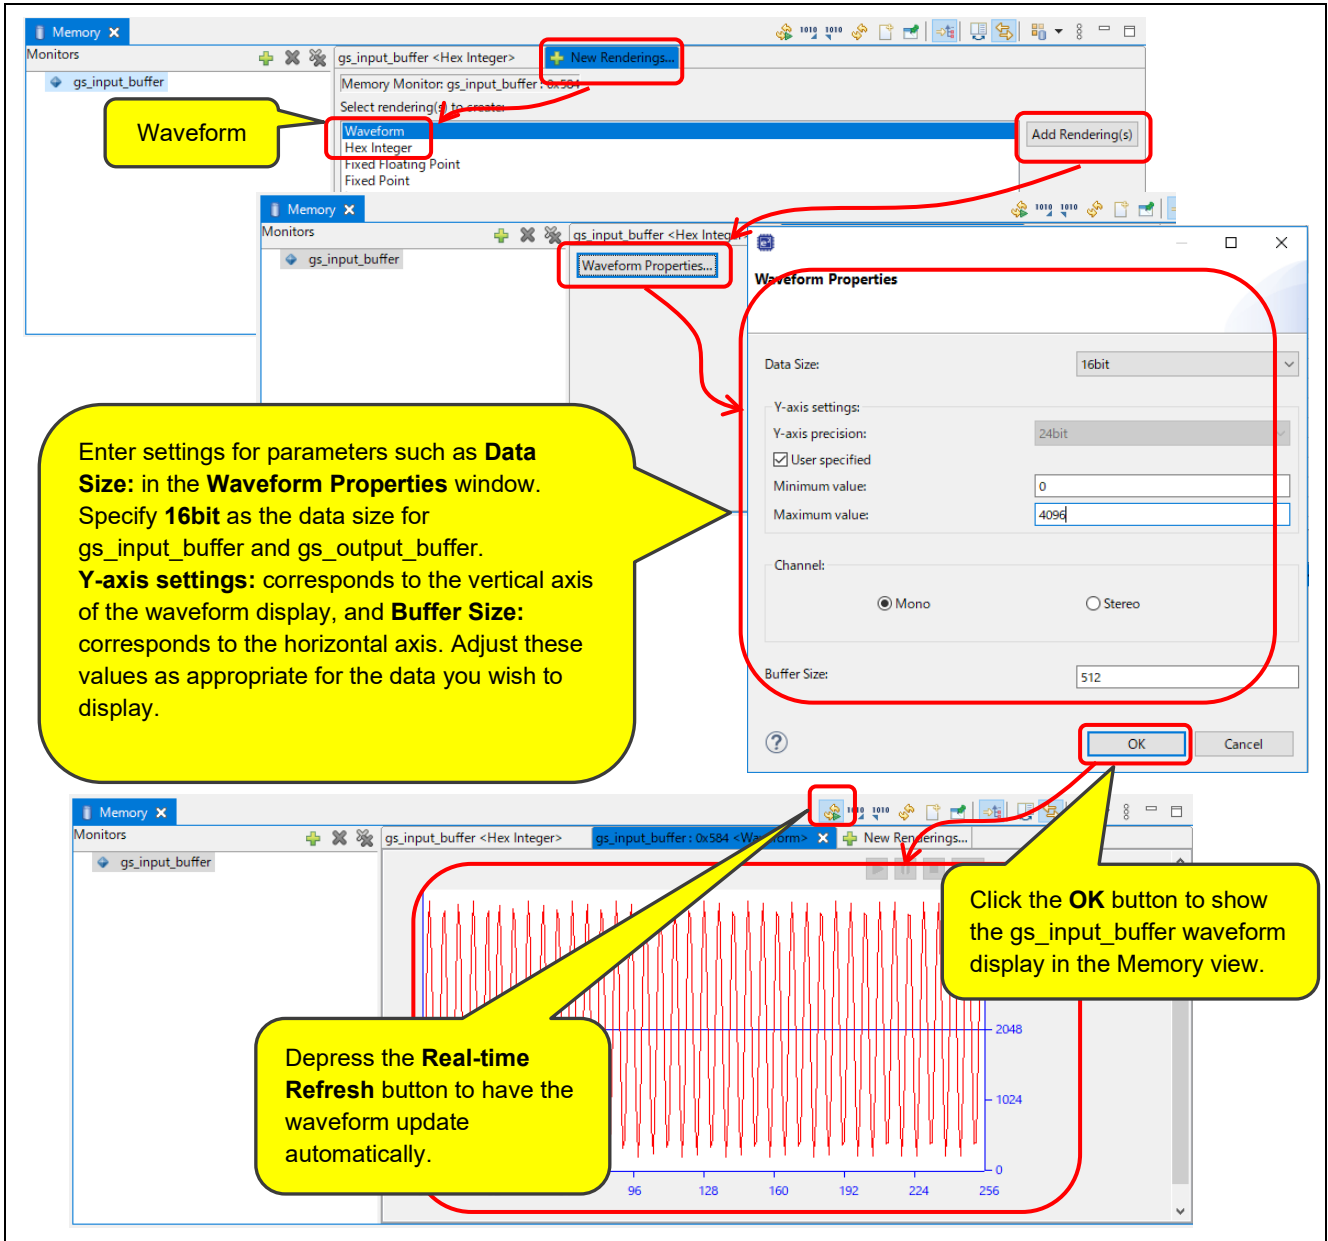 Memory
Monitors
gs_input_buffer <Hex Integer>
New Renderings...
gs_input_buffer
Memory Monitor: gs_input_buffer : 0x584
Select rendering(s) to create:
Waveform
Waveform
Hex Integer
Fixed Floating Point
Fixed Point
Add Rendering(s)
Memory
Monitors
gs_input_buffer <Hex Integer>
gs_input_buffer
Waveform Properties...
Waveform Properties
Data Size:
16bit
Y-axis settings:
Y-axis precision:
24bit
User specified
Minimum value:
0
Maximum value:
4096
Channel:
Mono
Stereo
Buffer Size:
512
OK
Cancel
Enter settings for parameters such as Data
Size: in the Waveform Properties window.
Specify 16bit as the data size for
gs_input_buffer and gs_output_buffer.
Y-axis settings: corresponds to the vertical axis
of the waveform display, and Buffer Size:
corresponds to the horizontal axis. Adjust these
values as appropriate for the data you wish to
display.
Memory
Monitors
gs_input_buffer <Hex Integer>
gs_input_buffer : 0x584 <Waveform>
New Renderings...
gs_input_buffer
Click the OK button to show
the gs_input_buffer waveform
display in the Memory view.
Depress the Real-time
Refresh button to have the
waveform update
automatically.
2048
1024
0
96 128 160 192 224 256